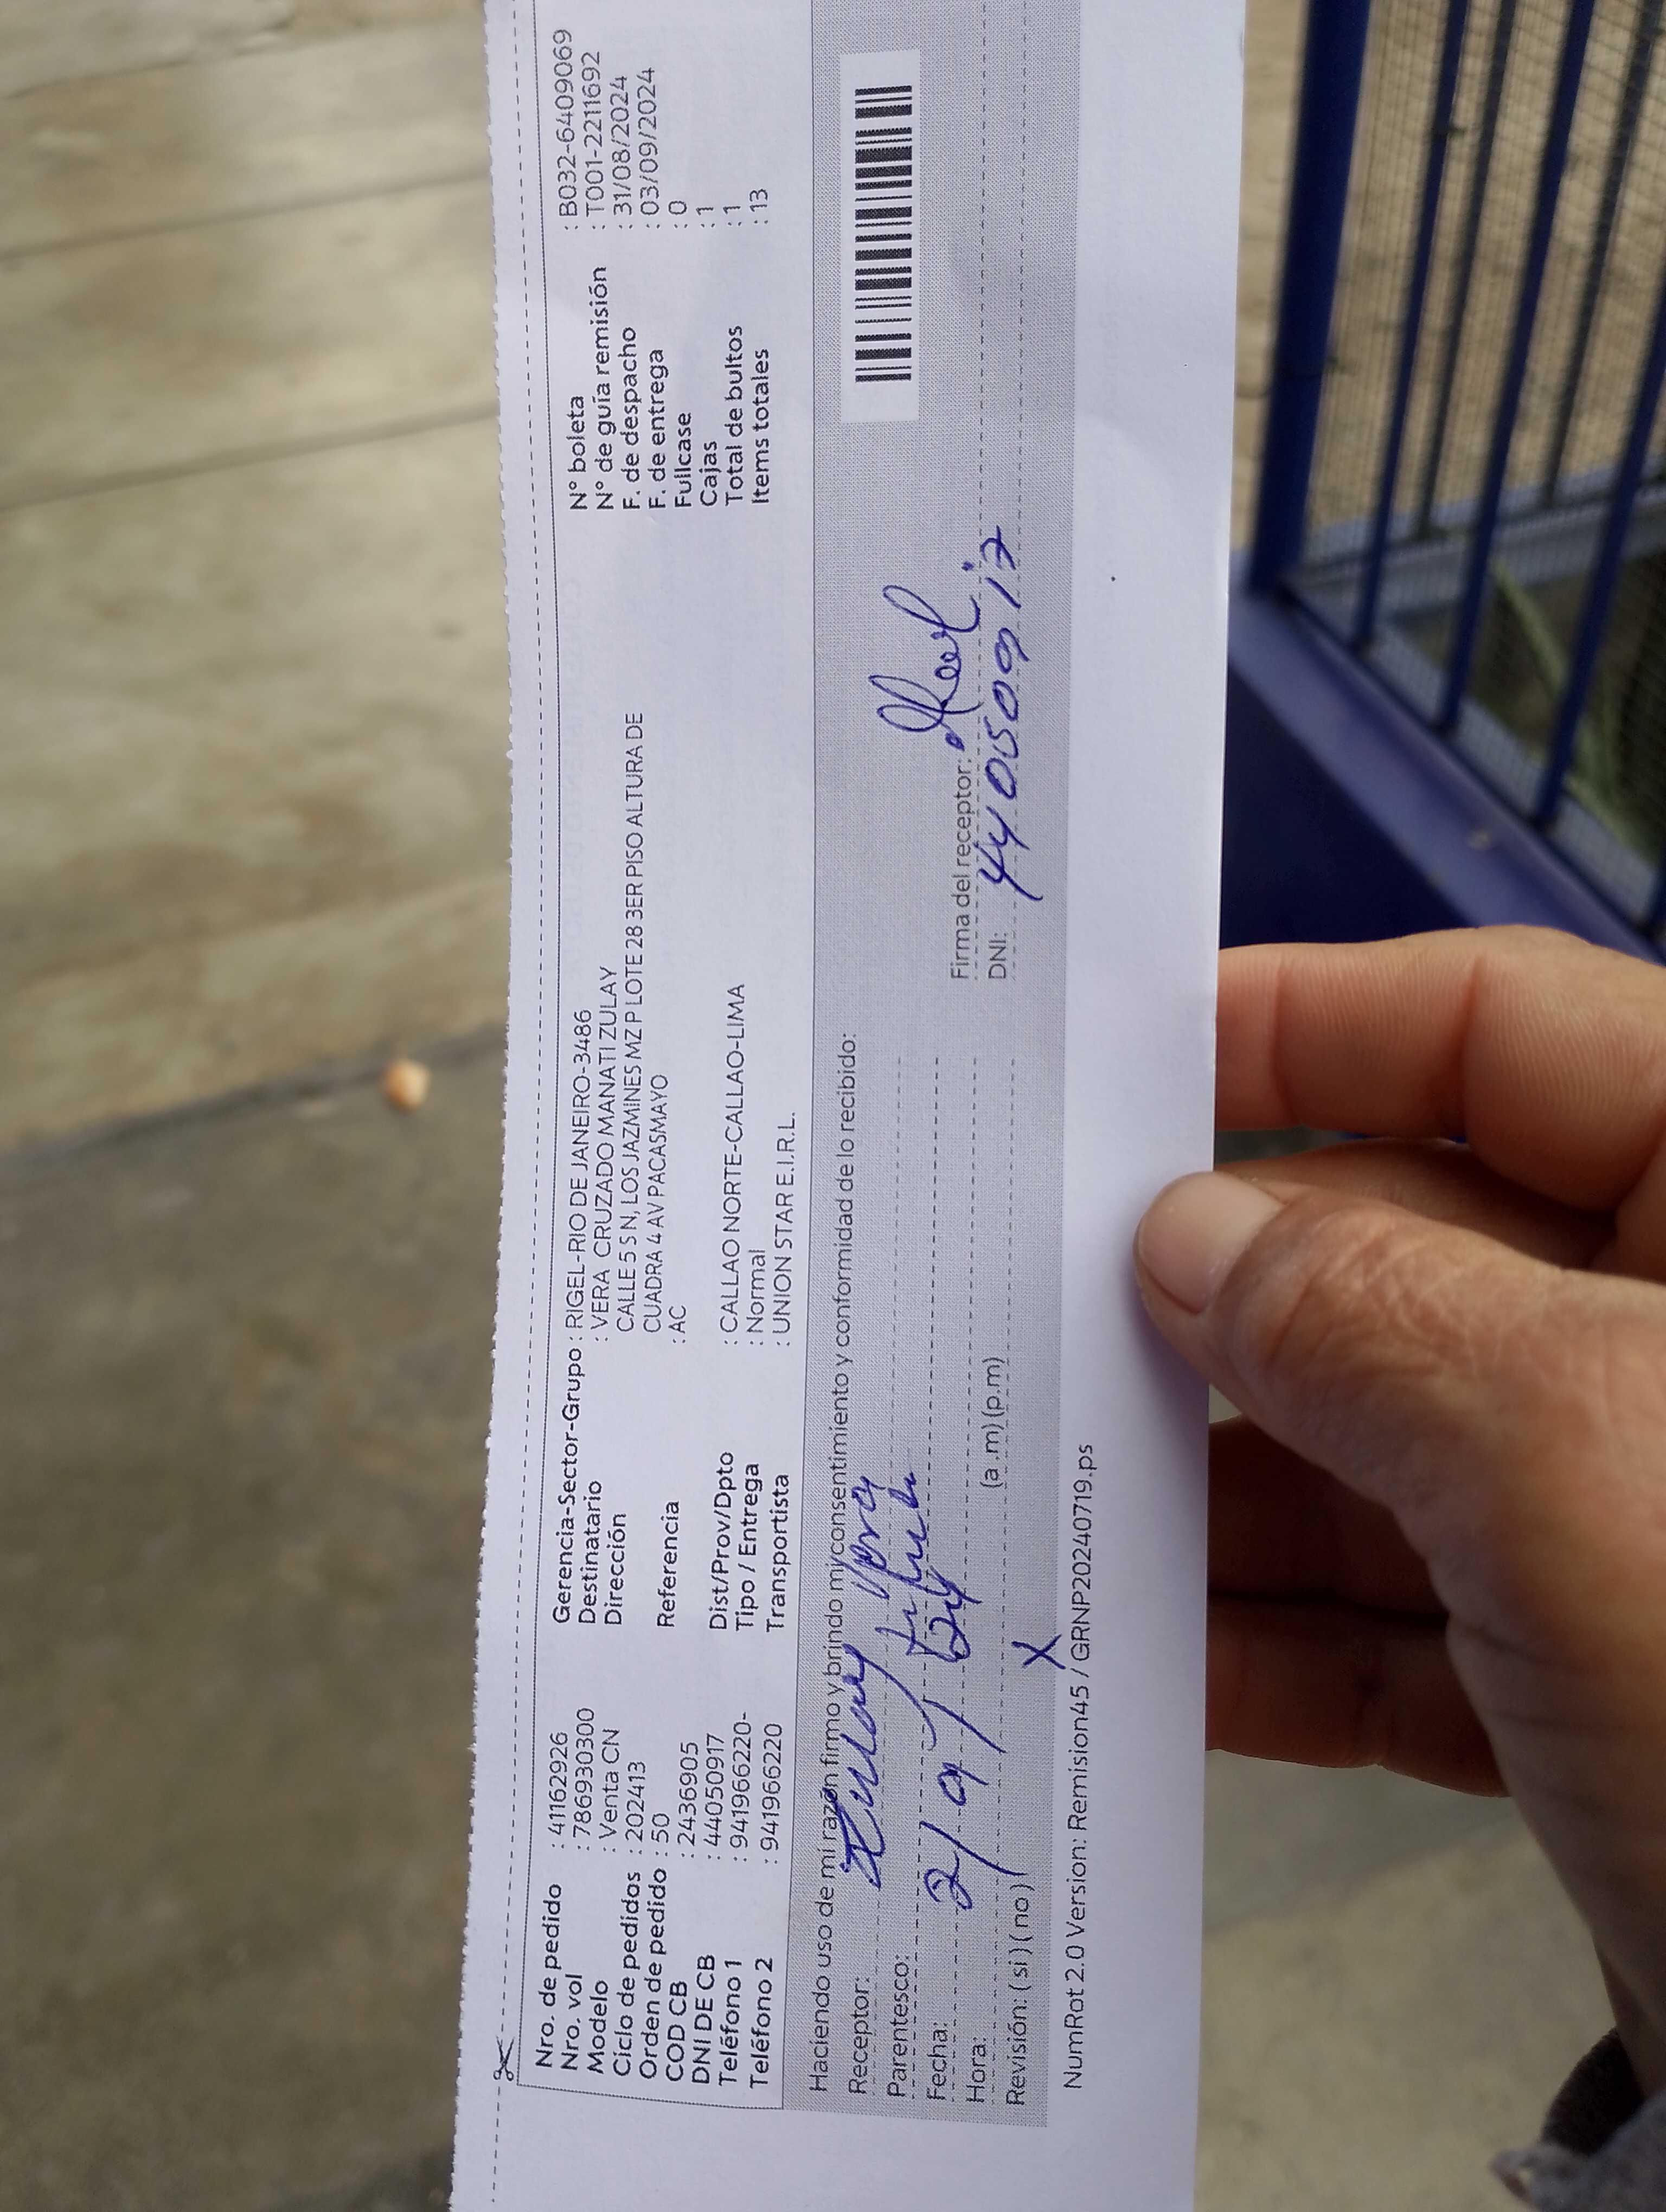 Nro. de pedido : 41162926
Nro. vol : 78693030​0
Modelo : Venta CN
Ciclo de pedidos : 202413
Orden de pedido : 50
COD CB : 2436905
DNI DE CB : 44050917
Teléfono 1 : 941966220-
Teléfono 2 : 941966220
Gerencia-Sector-Grupo : RIGEL-RIO DE JANEIRO-3486
Destinatario : VERA CRUZADO MANATI ZULAY
Dirección CALLE 5 S N, LOS JAZMINES MZ P LOTE 28 3ER PISO ALTURA DE
CUADRA 4 AV PACASMAYO
Referencia : AC
Dist/Prov/Dpto : CALLAO NORTE-CALLAO-LIMA
Tipo / Entrega : Normal
Transportista : UNION STAR E.I.R.L.
N° boleta : B032-6409069
N° de guía remisión : T001-2211692
F. de despacho : 31/08/2024
F. de entrega : 03/09/2024
Fullcase : 0
Cajas : 1
Total de bultos : 1
Items totales : 13
Haciendo uso de mi razón firmo y brindo mi consentimiento y conformidad de lo recibido:
Receptor: Zulay Vera
Parentesco: titular
Fecha: 2/9/24
Hora: (a .m) (p.m)
Revisión: ( si ) ( no ) X
Firma del receptor:
DNI: 44050917
NumRot 2.0 Version: Remision45 / GRNP20240719.ps